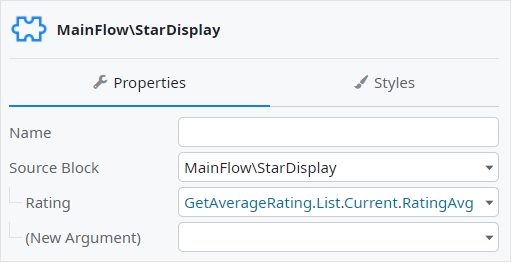 MainFlow\StarDisplay
Properties Styles
Name
Source Block MainFlow\StarDisplay
Rating GetAverageRating.List.Current.RatingAvg
(New Argument)